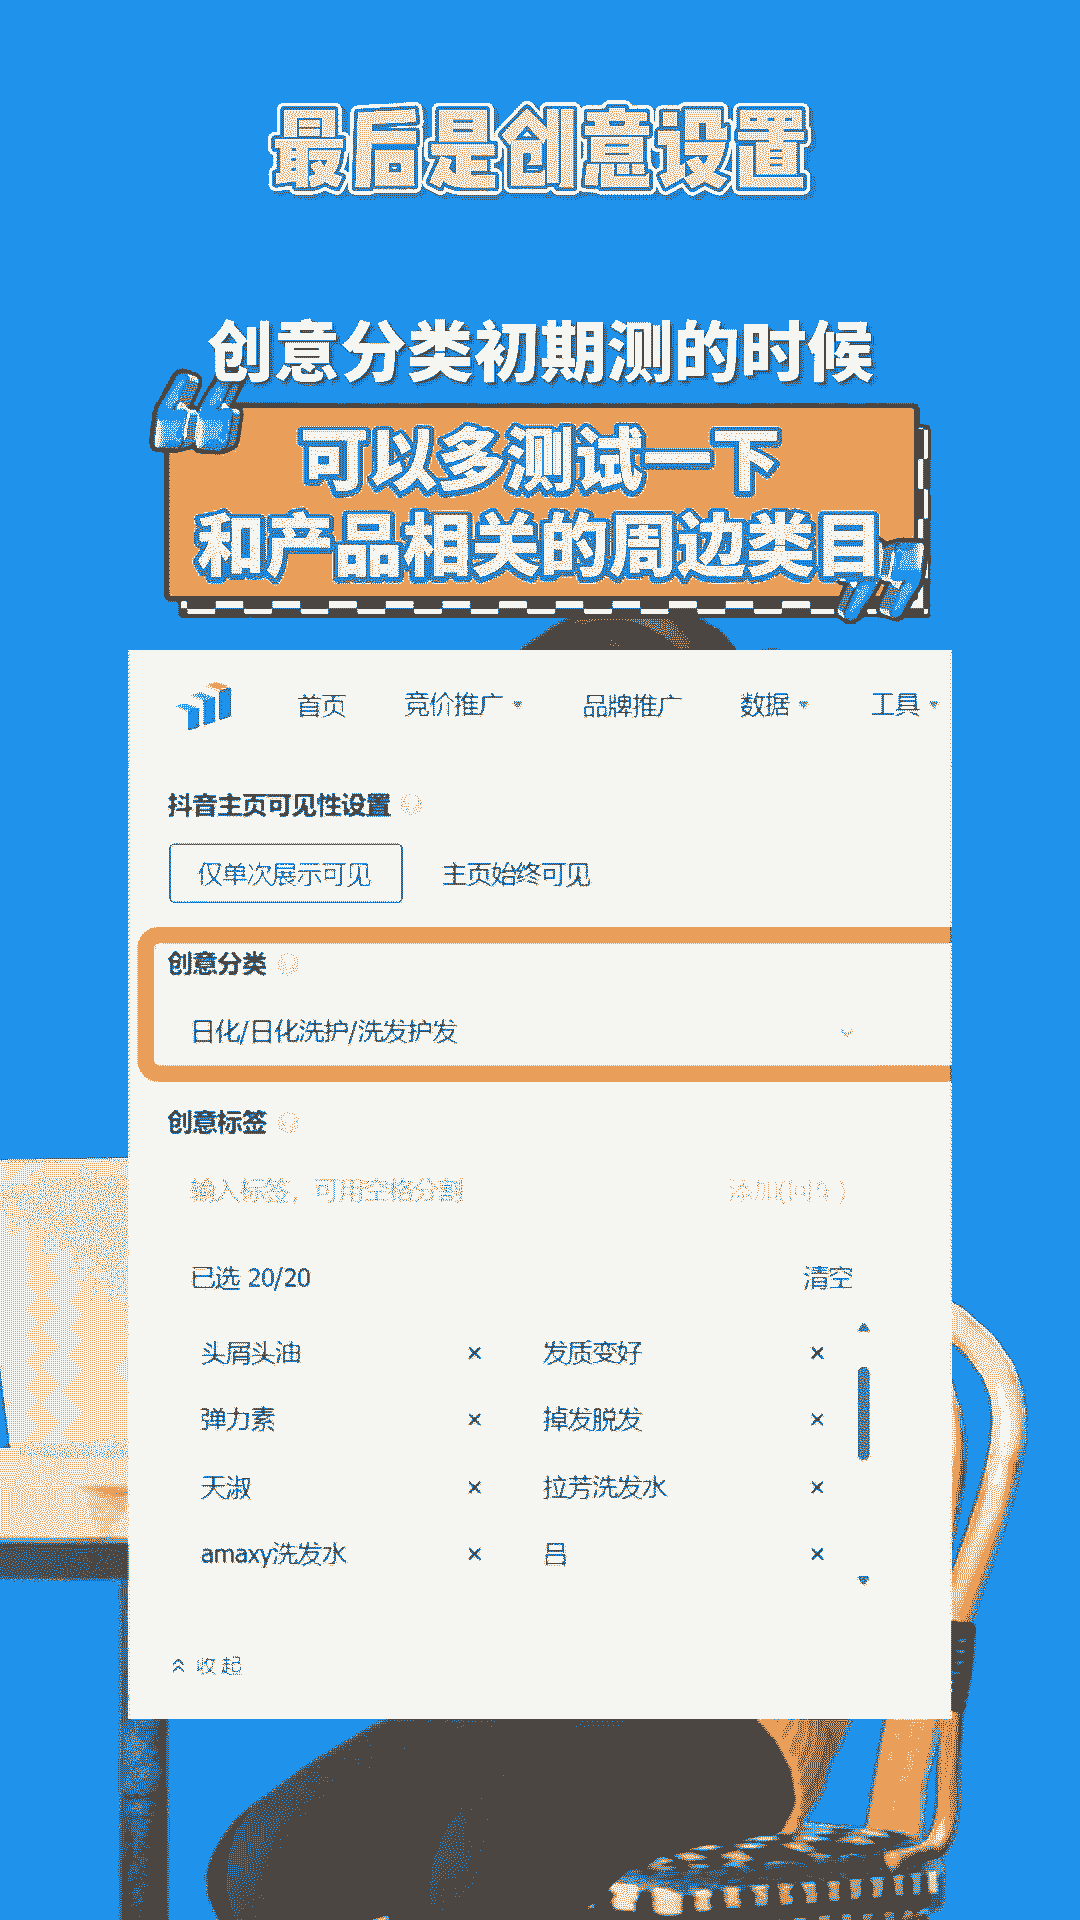 最后是创意设置
创意分类初期测的时候
可以多测试一下
和产品相关的周边类目
首页 竞价推广 品牌推广 数据 工具
抖音主页可见性设置
仅单次展示可见 主页始终可见
创意分类
日化/日化洗护/洗发护发
创意标签
输入标签，可用空格分割 添加(回车)
已选 20/20 清空
头屑头油 × 发质变好 ×
弹力素 × 掉发脱发 ×
天淑 × 拉芳洗发水 ×
amaxy洗发水 × 吕 ×
收起